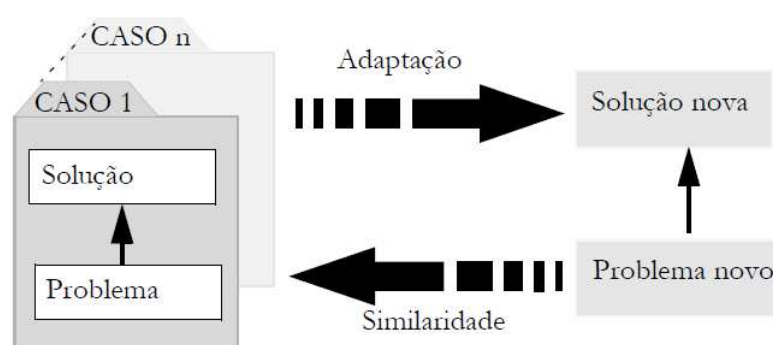 CASO n
CASO 1
Solução
Problema
Adaptação
Similaridade
Solução nova
Problema novo